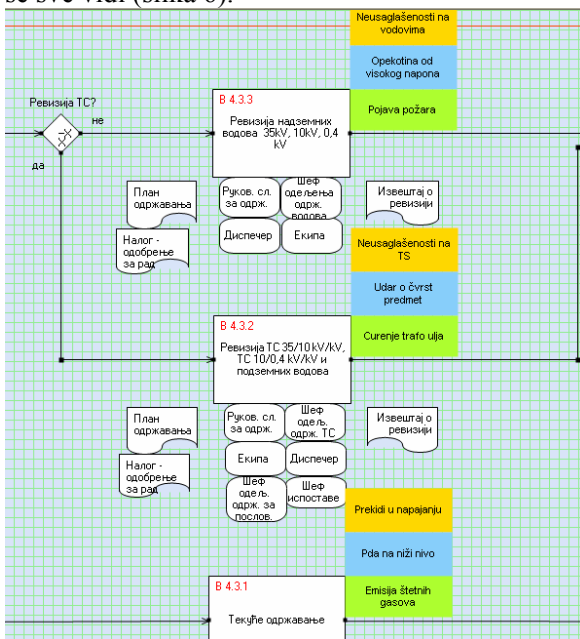 se sve vidi (slika 6).
Neusaglašenosti na
vodovima
Opekotina od
visokog napona
Pojava požara
Ревизија ТС?
не
да
B 4.3.3
Ревизија надземних
водова 35kV, 10kV, 0,4
kV
План
одржавања
Налог -
одобрење
за рад
Руков. сл.
за одрж.
Шеф
одељења
одрж.
водова
Диспечер
Екипа
Извештај о
ревизији
Neusaglašenosti na
TS
Udar o čvrst
predmet
Curenje trafo ulja
B 4.3.2
Ревизија ТС 35/10 kV/kV,
ТС 10/0,4 kV/kV и
подземних водова
План
одржавања
Налог -
одобрење
за рад
Руков. сл.
за одрж.
Шеф
одељ.
одрж. ТС
Екипа
Диспечер
Шеф
одељ.
одрж. за
послов.
Шеф
испоставе
Извештај о
ревизији
Prekidi u napajanju
Pda na niži nivo
Emisija štetnih
gasova
B 4.3.1
Текуће одржавање